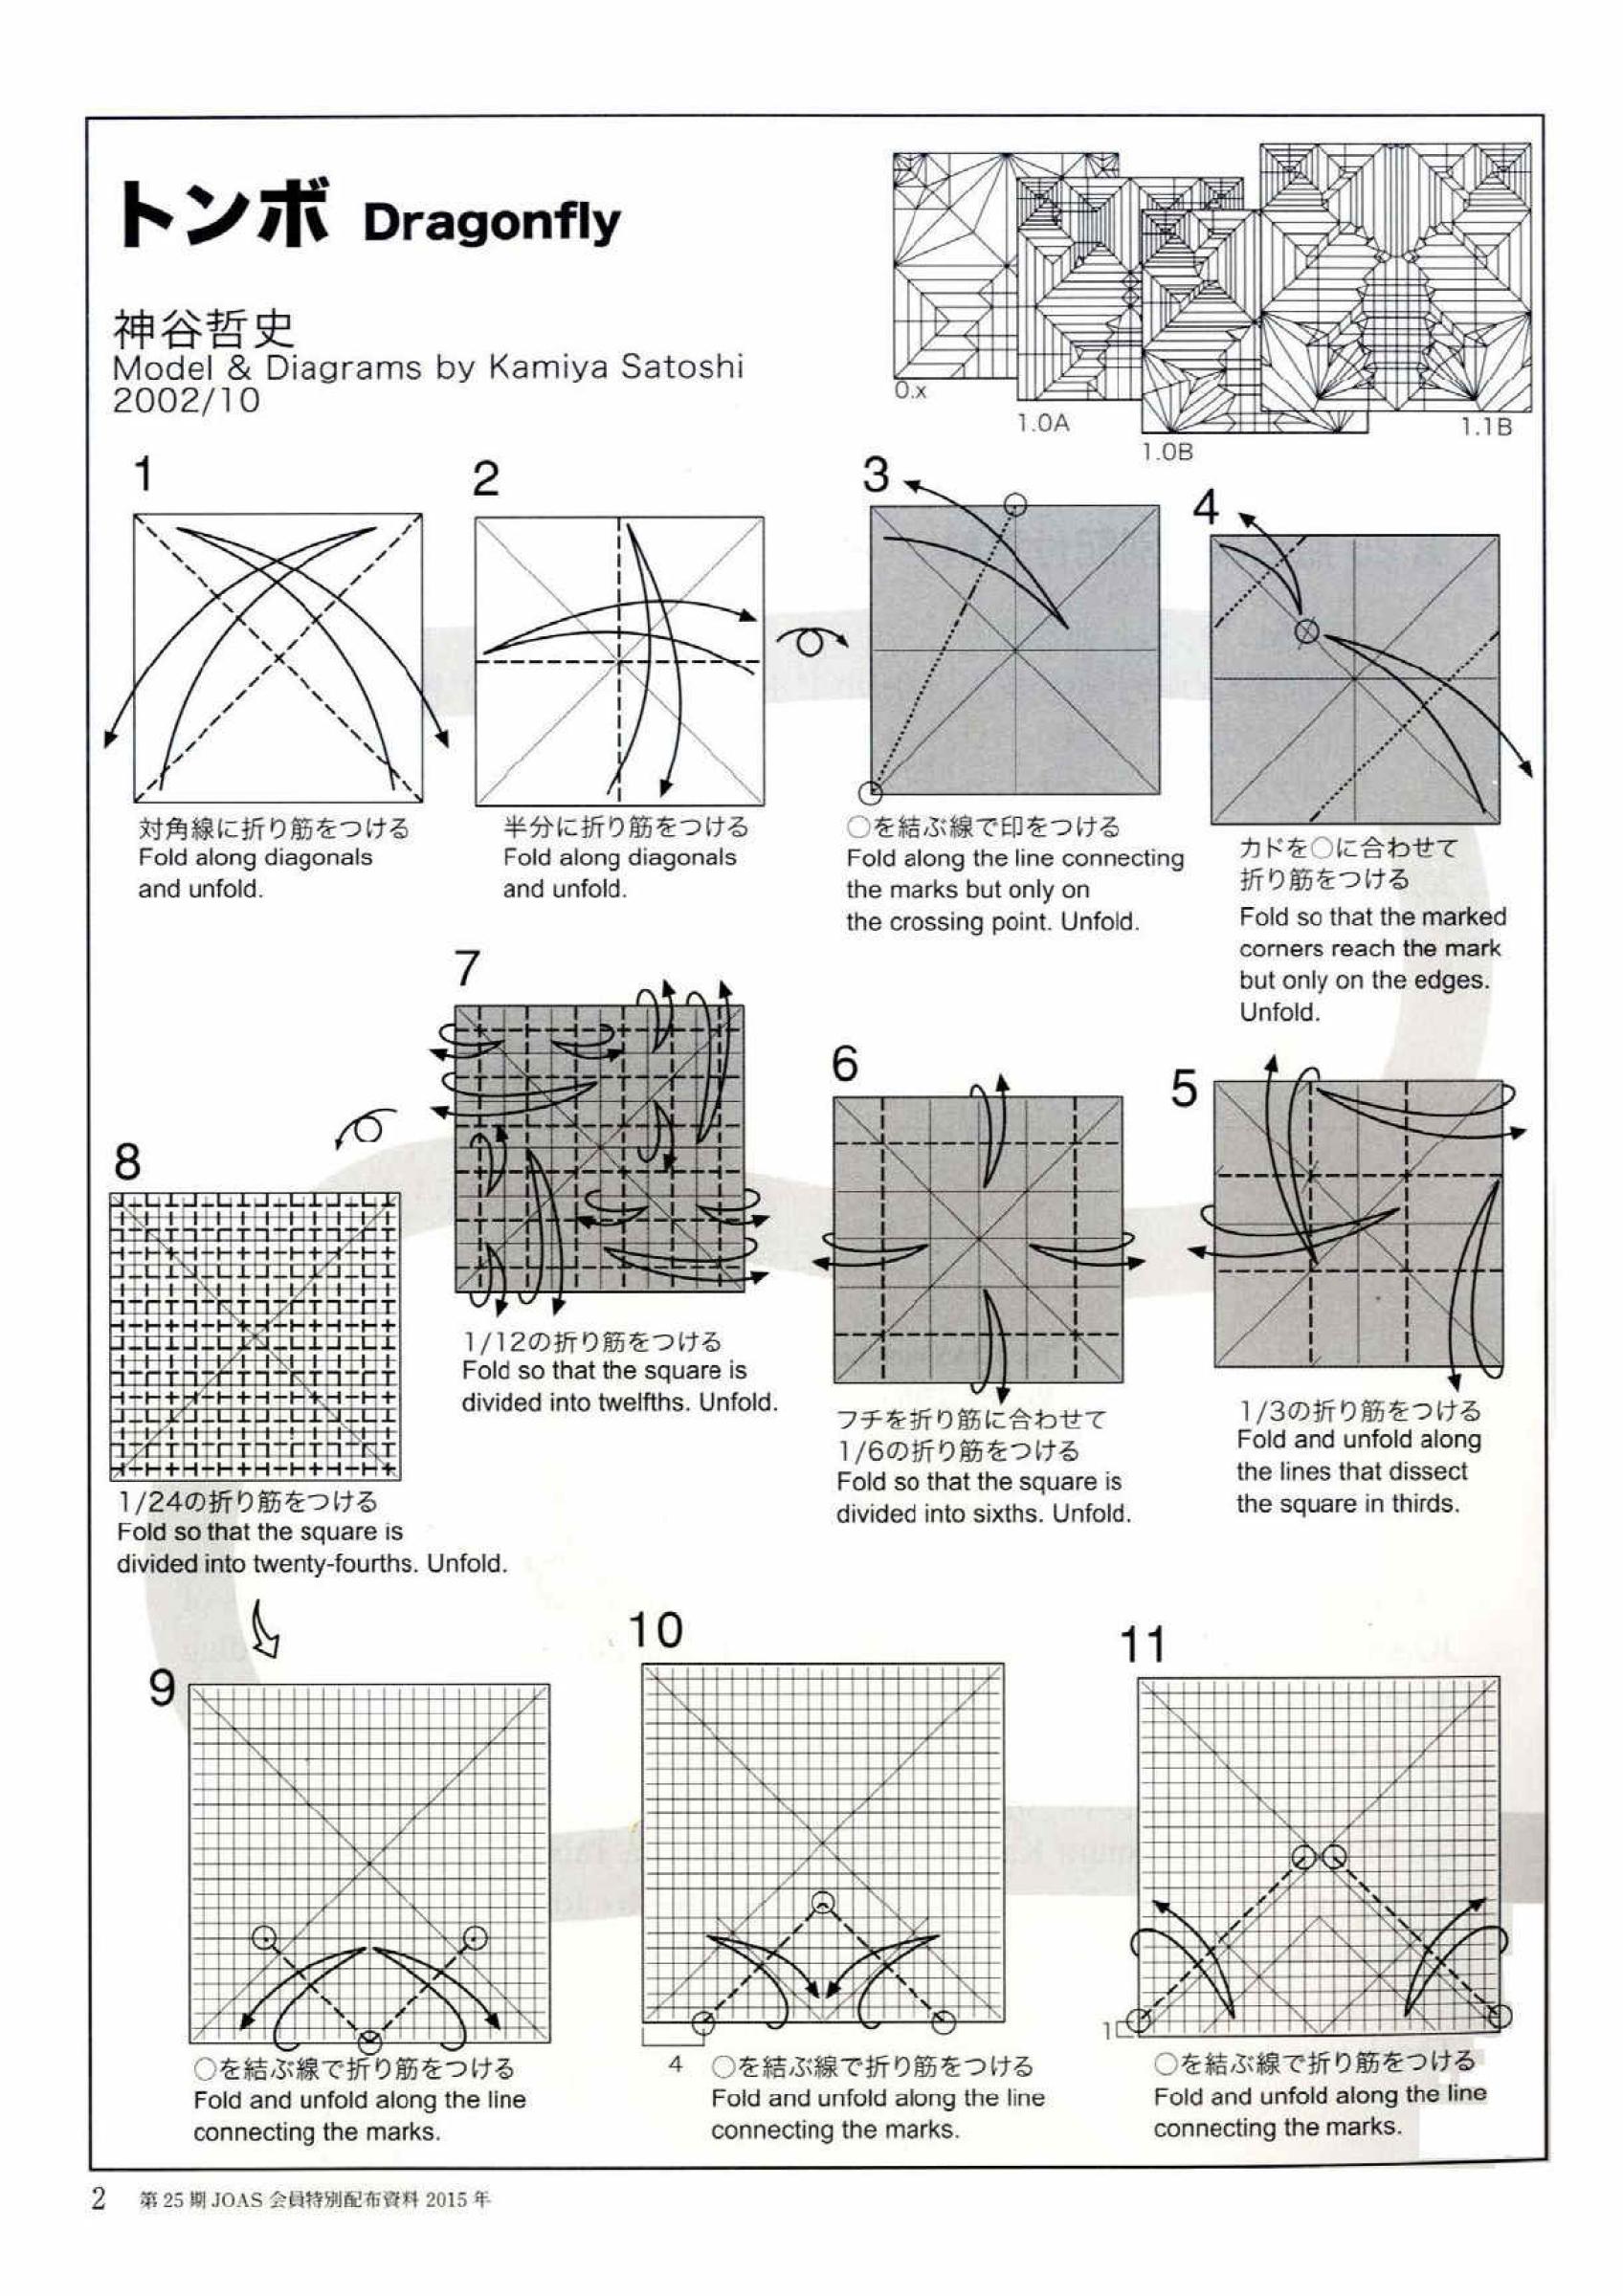 トンボ Dragonfly
神谷哲史
Model & Diagrams by Kamiya Satoshi
2002/10
0.x
1.0A
1.0B
1.1B
1
対角線に折り筋をつける
Fold along diagonals
and unfold.
2
半分に折り筋をつける
Fold along diagonals
and unfold.
3
○を結ぶ線で印をつける
Fold along the line connecting
the marks but only on
the crossing point. Unfold.
4
カドを○に合わせて
折り筋をつける
Fold so that the marked
corners reach the mark
but only on the edges.
Unfold.
5
1/3の折り筋をつける
Fold and unfold along
the lines that dissect
the square in thirds.
6
フチを折り筋に合わせて
1/6の折り筋をつける
Fold so that the square is
divided into sixths. Unfold.
7
1/12の折り筋をつける
Fold so that the square is
divided into twelfths. Unfold.
8
1/24の折り筋をつける
Fold so that the square is
divided into twenty-fourths. Unfold.
9
○を結ぶ線で折り筋をつける
Fold and unfold along the line
connecting the marks.
10
4
○を結ぶ線で折り筋をつける
Fold and unfold along the line
connecting the marks.
11
1
○を結ぶ線で折り筋をつける
Fold and unfold along the line
connecting the marks.
2 第25期JOAS会員特別配布資料 2015年